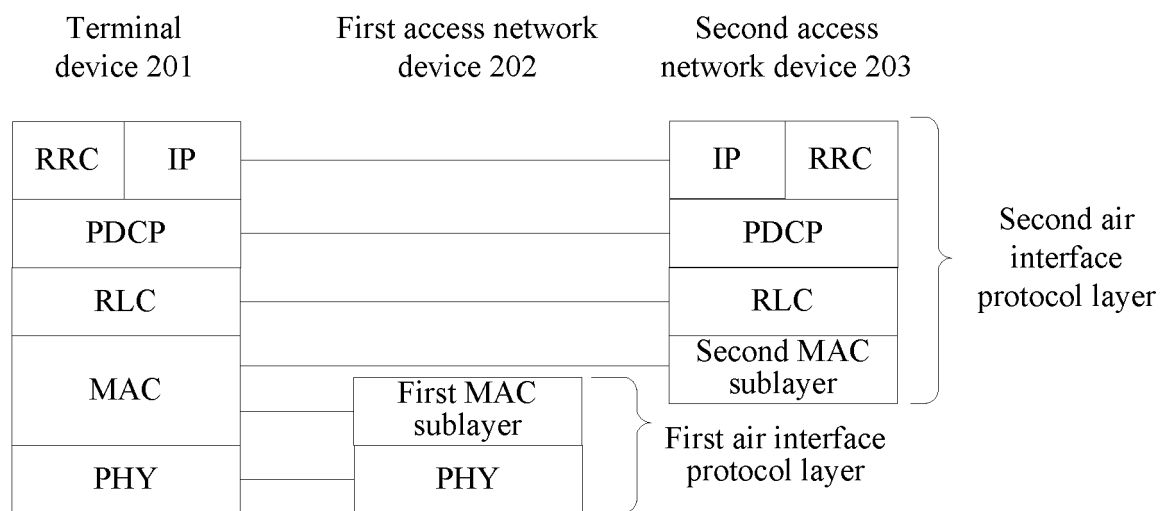 Terminal
device 201
First access network
device 202
Second access
network device 203
RRC
IP
IP
RRC
PDCP
PDCP
RLC
RLC
MAC
Second MAC
sublayer
First MAC
sublayer
PHY
PHY
Second air
interface
protocol layer
First air interface
protocol layer